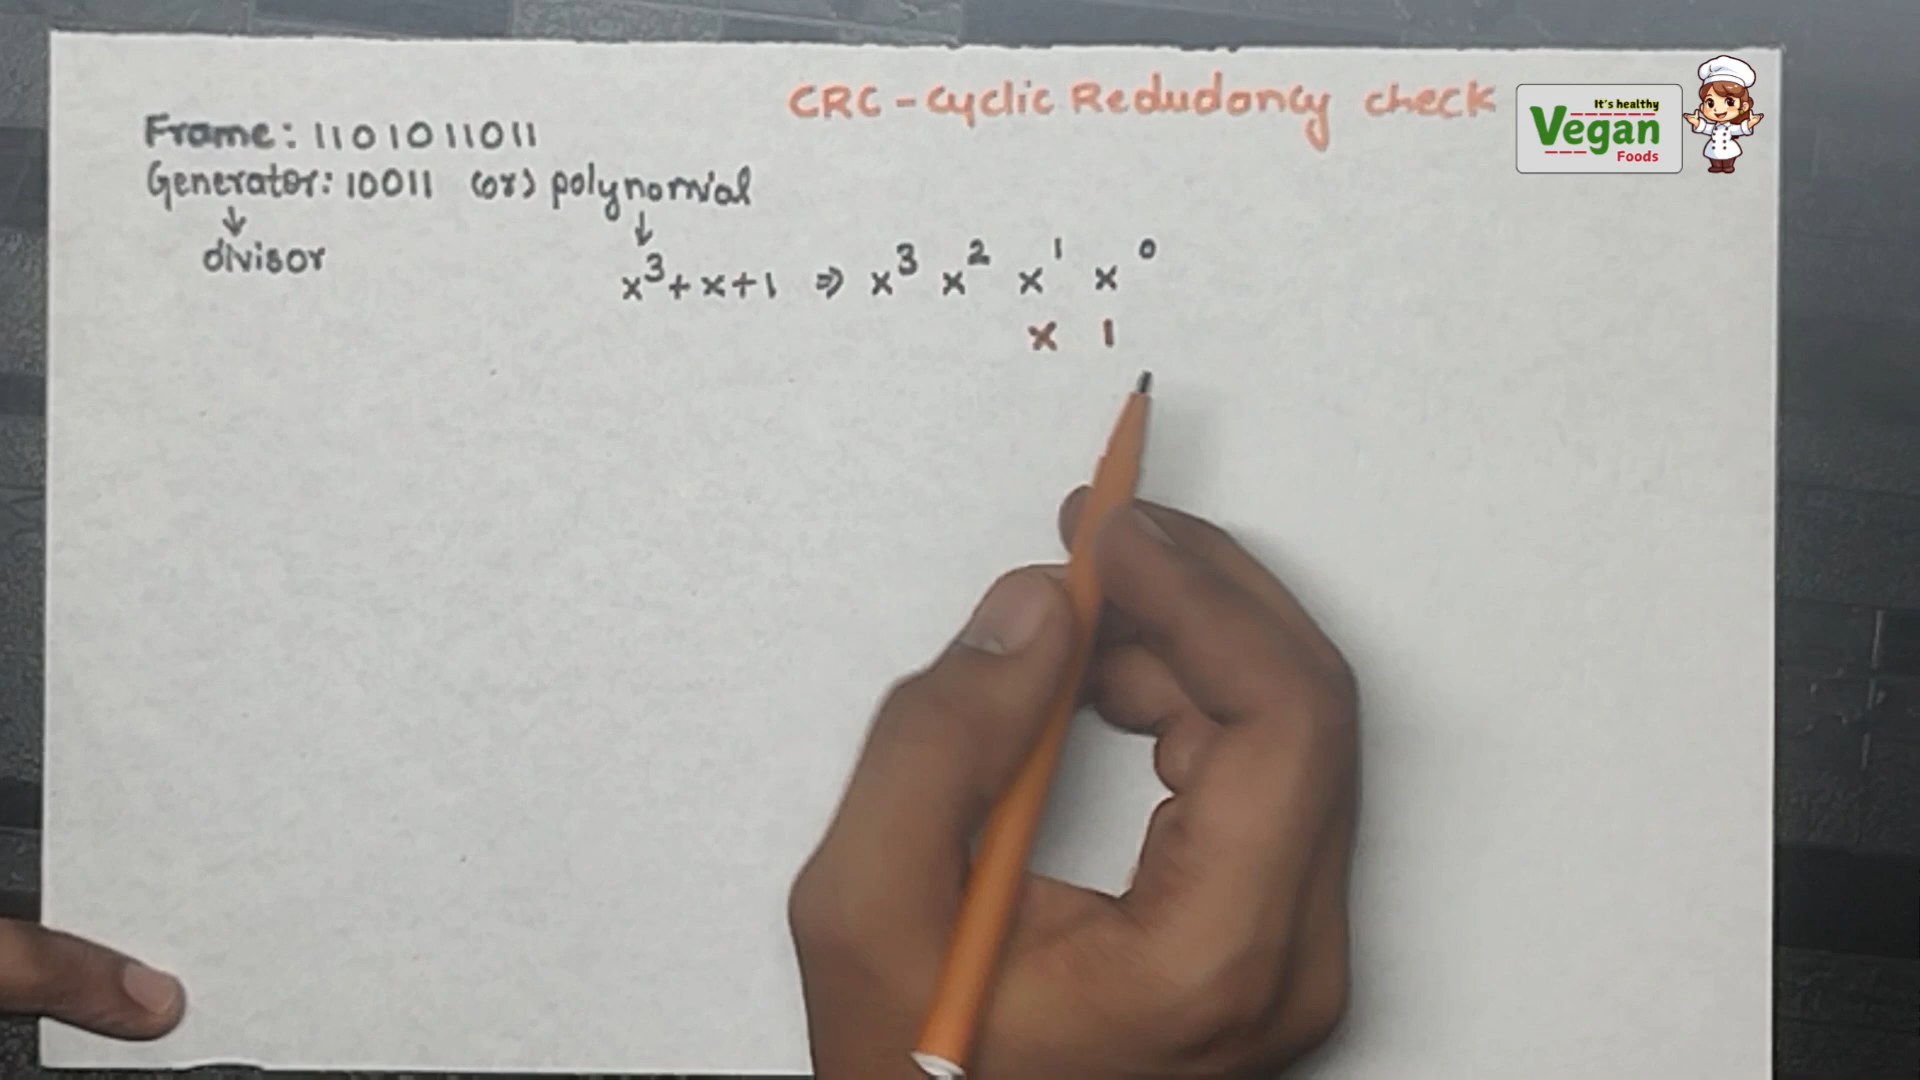 CRC - Cyclic Redudancy check
It's healthy
Vegan
Foods
Frame: 1101011011
Generator: 10011 (or) polynomial
↓ ↓
divisor
x³+x+1 ⇒ x³ x² x¹ x⁰
x 1